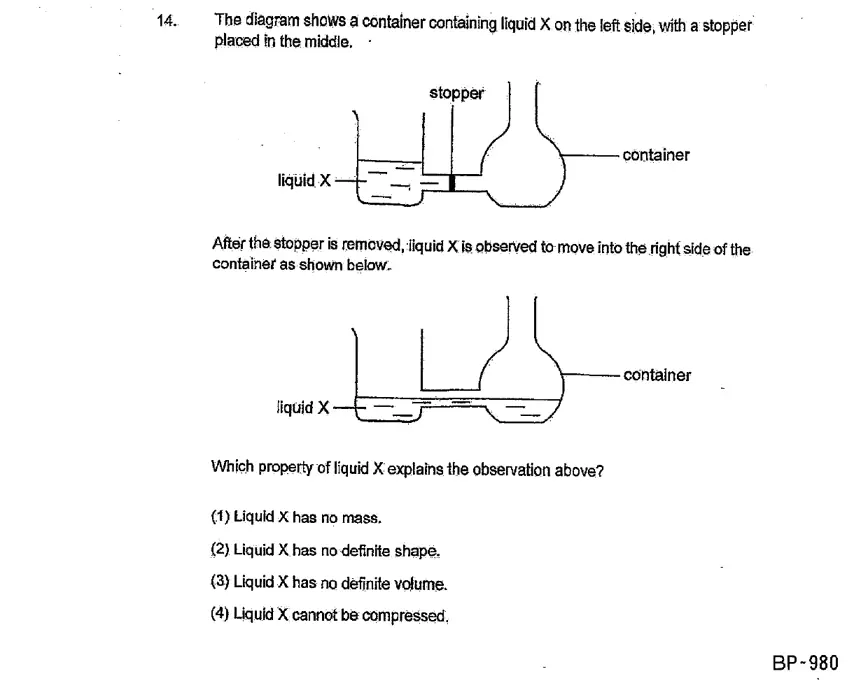 14. The diagram shows a container containing liquid X on the left side, with a stopper
placed in the middle.
stopper
container
liquid X
After the stopper is removed, liquid X is observed to move into the right side of the
container as shown below.
container
liquid X
Which property of liquid X explains the observation above?
(1) Liquid X has no mass.
(2) Liquid X has no definite shape.
(3) Liquid X has no definite volume.
(4) Liquid X cannot be compressed.
BP-980